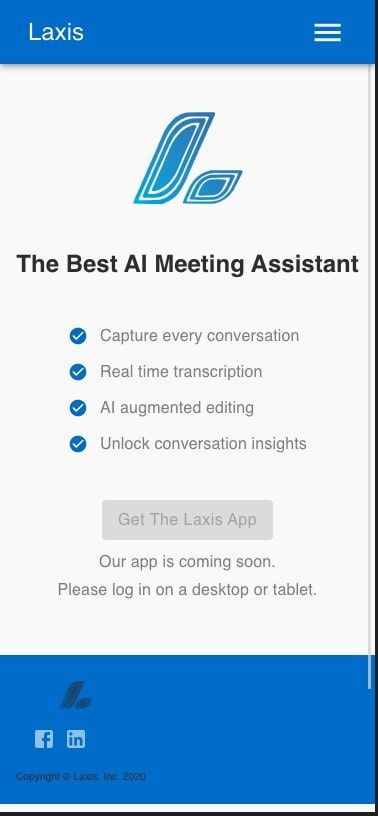 Laxis
The Best AI Meeting Assistant
Capture every conversation
Real time transcription
AI augmented editing
Unlock conversation insights
Get The Laxis App
Our app is coming soon.
Please log in on a desktop or tablet.
Copyright © Laxis, Inc. 2020